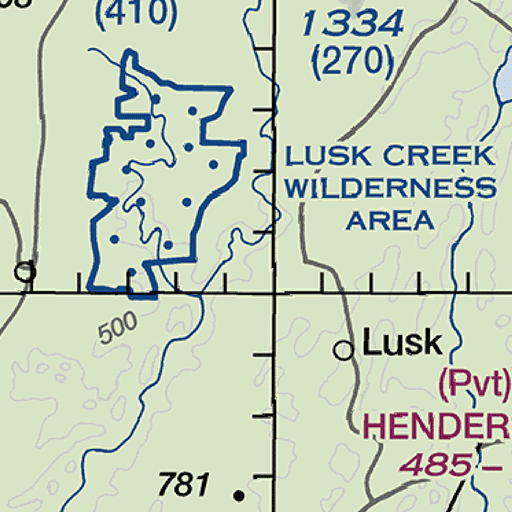 (410)
1334
(270)
LUSK CREEK
WILDERNESS
AREA
500
Lusk
(Pvt)
HENDER
485 –
781